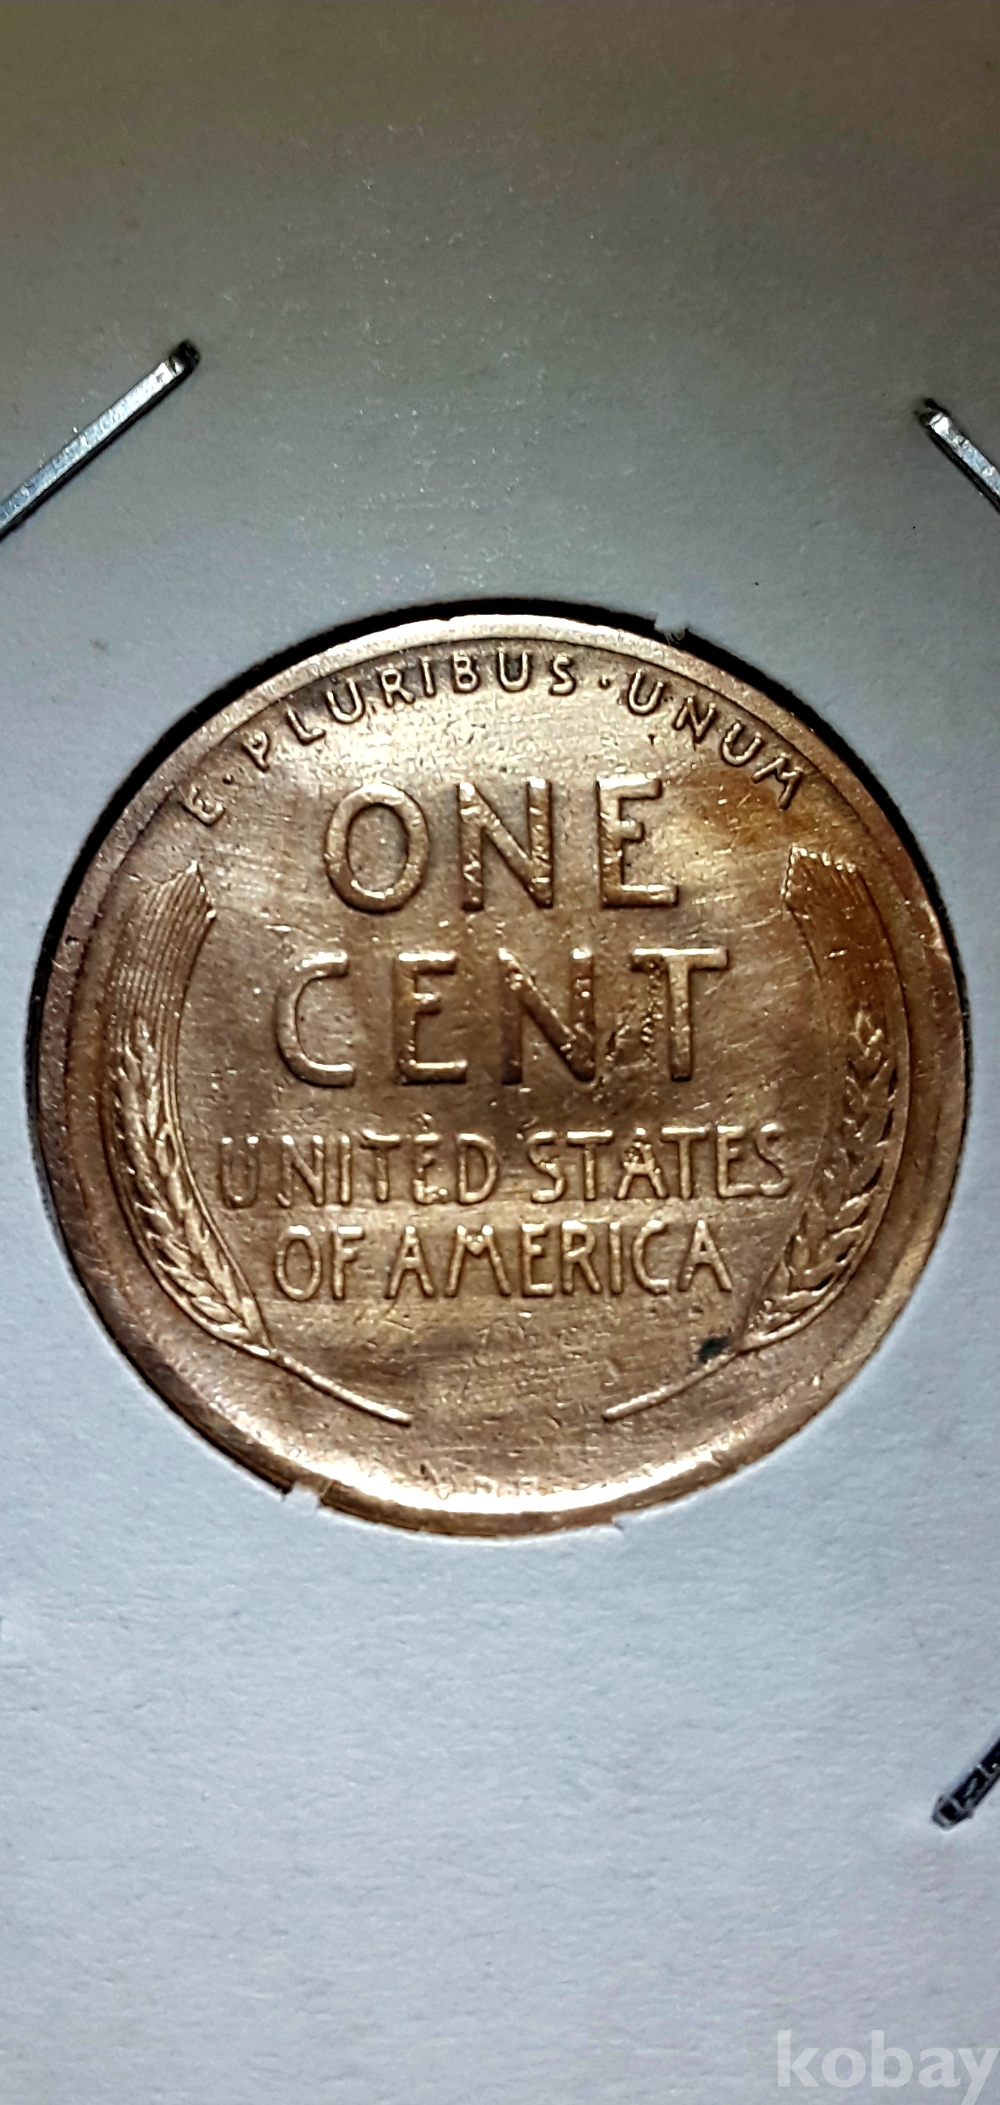 E·PLURIBUS·UNUM
ONE
CENT
UNITED STATES
OF AMERICA
kobay